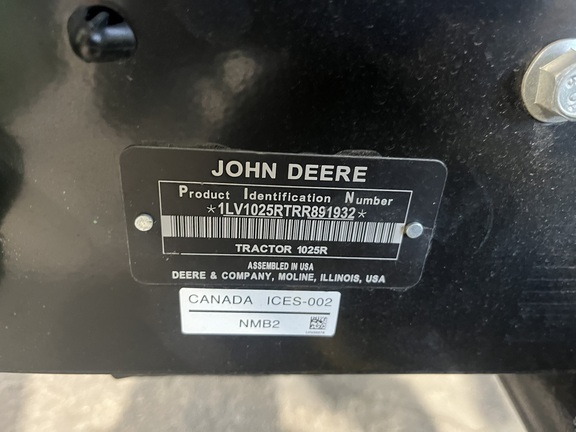 JOHN DEERE
Product Identification Number
*1LV1025RTRR891932*
TRACTOR 1025R
ASSEMBLED IN USA
DEERE & COMPANY, MOLINE, ILLINOIS, USA
CANADA ICES-002
NMB2